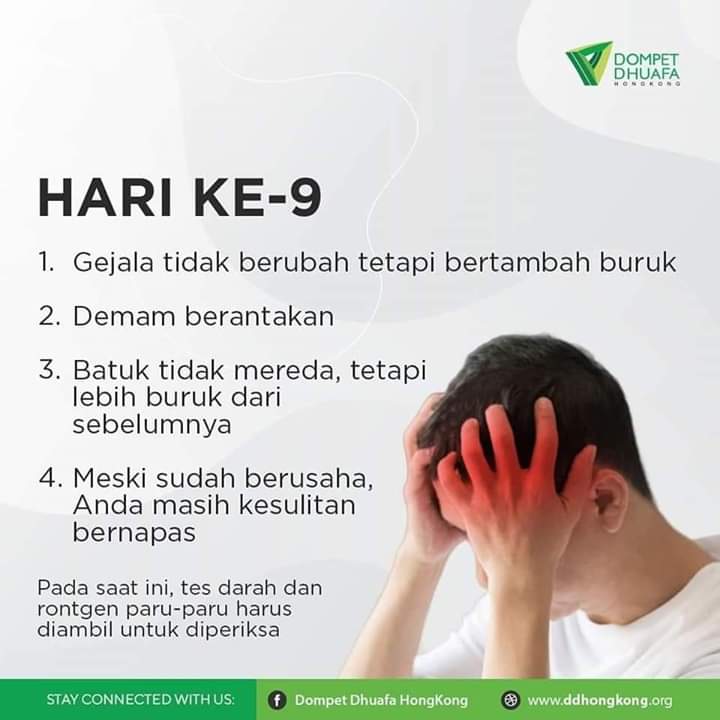 DOMPET
DHUAFA
HONGKONG
HARI KE-9
1. Gejala tidak berubah tetapi bertambah buruk
2. Demam berantakan
3. Batuk tidak mereda, tetapi
lebih buruk dari
sebelumnya
4. Meski sudah berusaha,
Anda masih kesulitan
bernapas
Pada saat ini, tes darah dan
rontgen paru-paru harus
diambil untuk diperiksa
STAY CONNECTED WITH US: Dompet Dhuafa HongKong www.ddhongkong.org